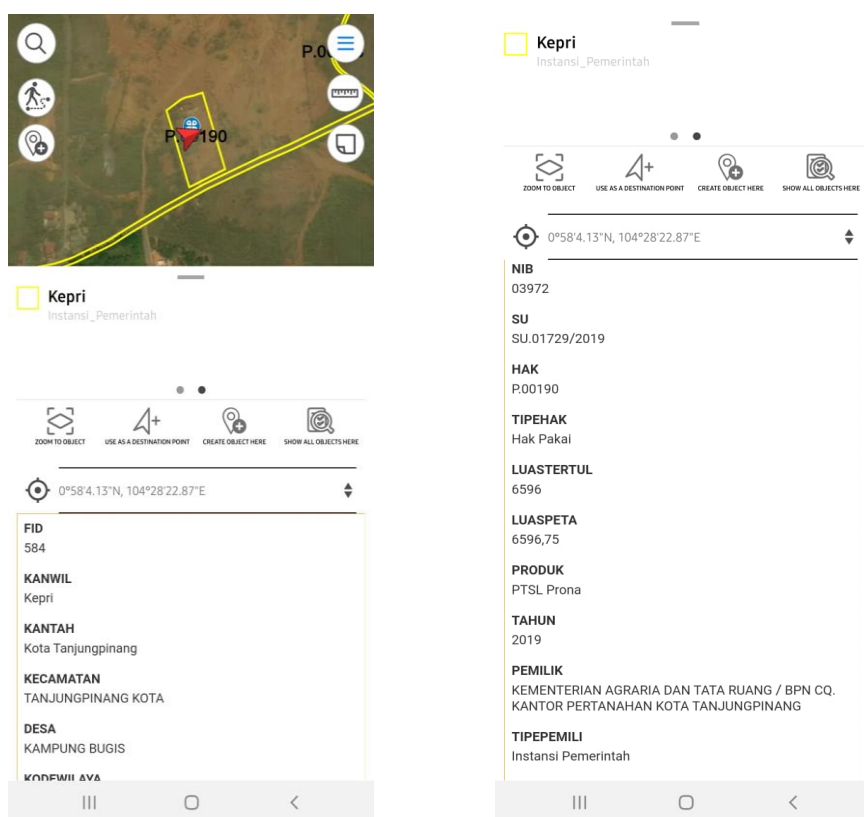 P.00190
Kepri
Instansi_Pemerintah
ZOOM TO OBJECT
USE AS A DESTINATION POINT
CREATE OBJECT HERE
SHOW ALL OBJECTS HERE
0°58'4.13"N, 104°28'22.87"E
FID
584
KANWIL
Kepri
KANTAH
Kota Tanjungpinang
KECAMATAN
TANJUNGPINANG KOTA
DESA
KAMPUNG BUGIS
KODEWILAYA
Kepri
Instansi_Pemerintah
ZOOM TO OBJECT
USE AS A DESTINATION POINT
CREATE OBJECT HERE
SHOW ALL OBJECTS HERE
0°58'4.13"N, 104°28'22.87"E
NIB
03972
SU
SU.01729/2019
HAK
P.00190
TIPEHAK
Hak Pakai
LUASTERTUL
6596
LUASPETA
6596,75
PRODUK
PTSL Prona
TAHUN
2019
PEMILIK
KEMENTERIAN AGRARIA DAN TATA RUANG / BPN CQ.
KANTOR PERTANAHAN KOTA TANJUNGPINANG
TIPEPEMILI
Instansi Pemerintah